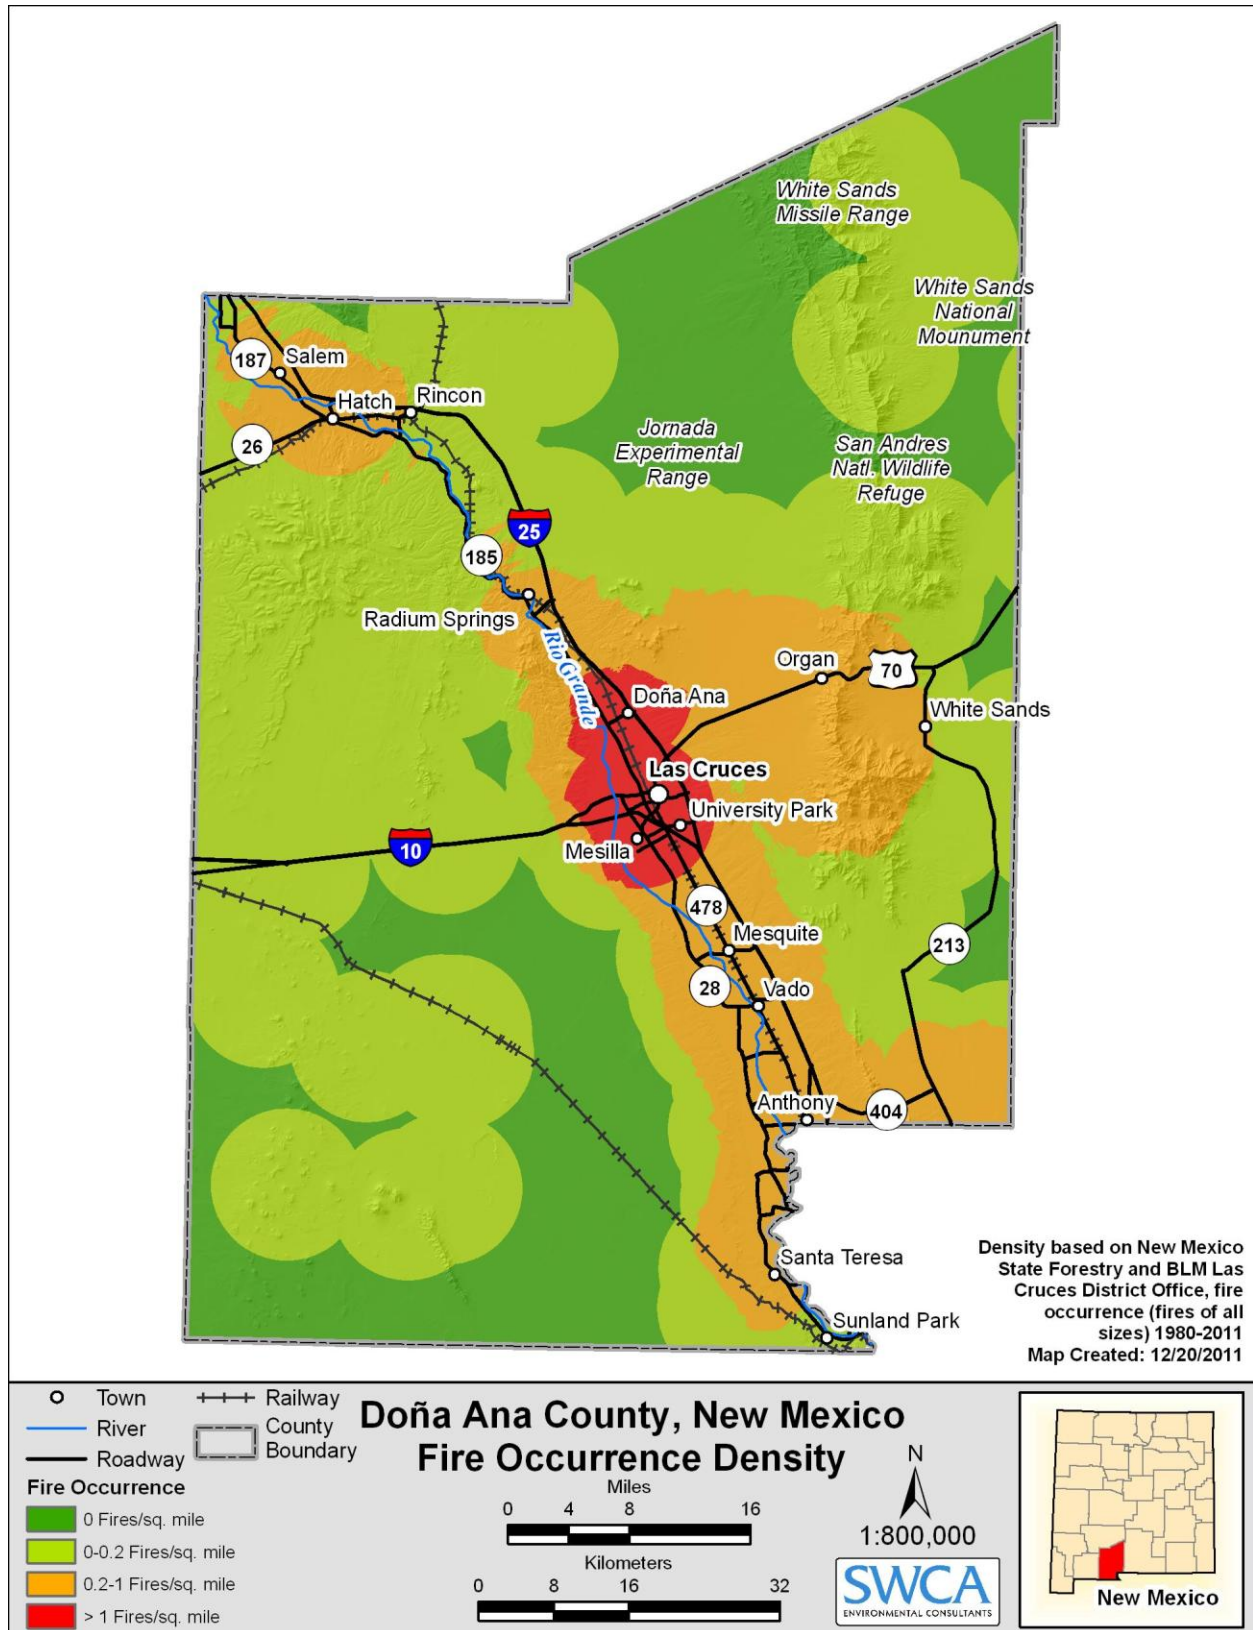 White Sands
Missile Range
White Sands
National
Mounument
187
Salem
Hatch
Rincon
26
Jornada
Experimental
Range
San Andres
Natl. Wildlife
Refuge
25
185
Radium Springs
Rio Grande
Organ
70
Doña Ana
White Sands
Las Cruces
University Park
10
Mesilla
478
Mesquite
213
28
Vado
Anthony
404
Santa Teresa
Sunland Park
Density based on New Mexico
State Forestry and BLM Las
Cruces District Office, fire
occurrence (fires of all
sizes) 1980-2011
Map Created: 12/20/2011
Town
River
Roadway
Railway
County
Boundary
Fire Occurrence
0 Fires/sq. mile
0-0.2 Fires/sq. mile
0.2-1 Fires/sq. mile
> 1 Fires/sq. mile
Doña Ana County, New Mexico
Fire Occurrence Density
Miles
0 4 8 16
Kilometers
0 8 16 32
N
1:800,000
SWCA
ENVIRONMENTAL CONSULTANTS
New Mexico